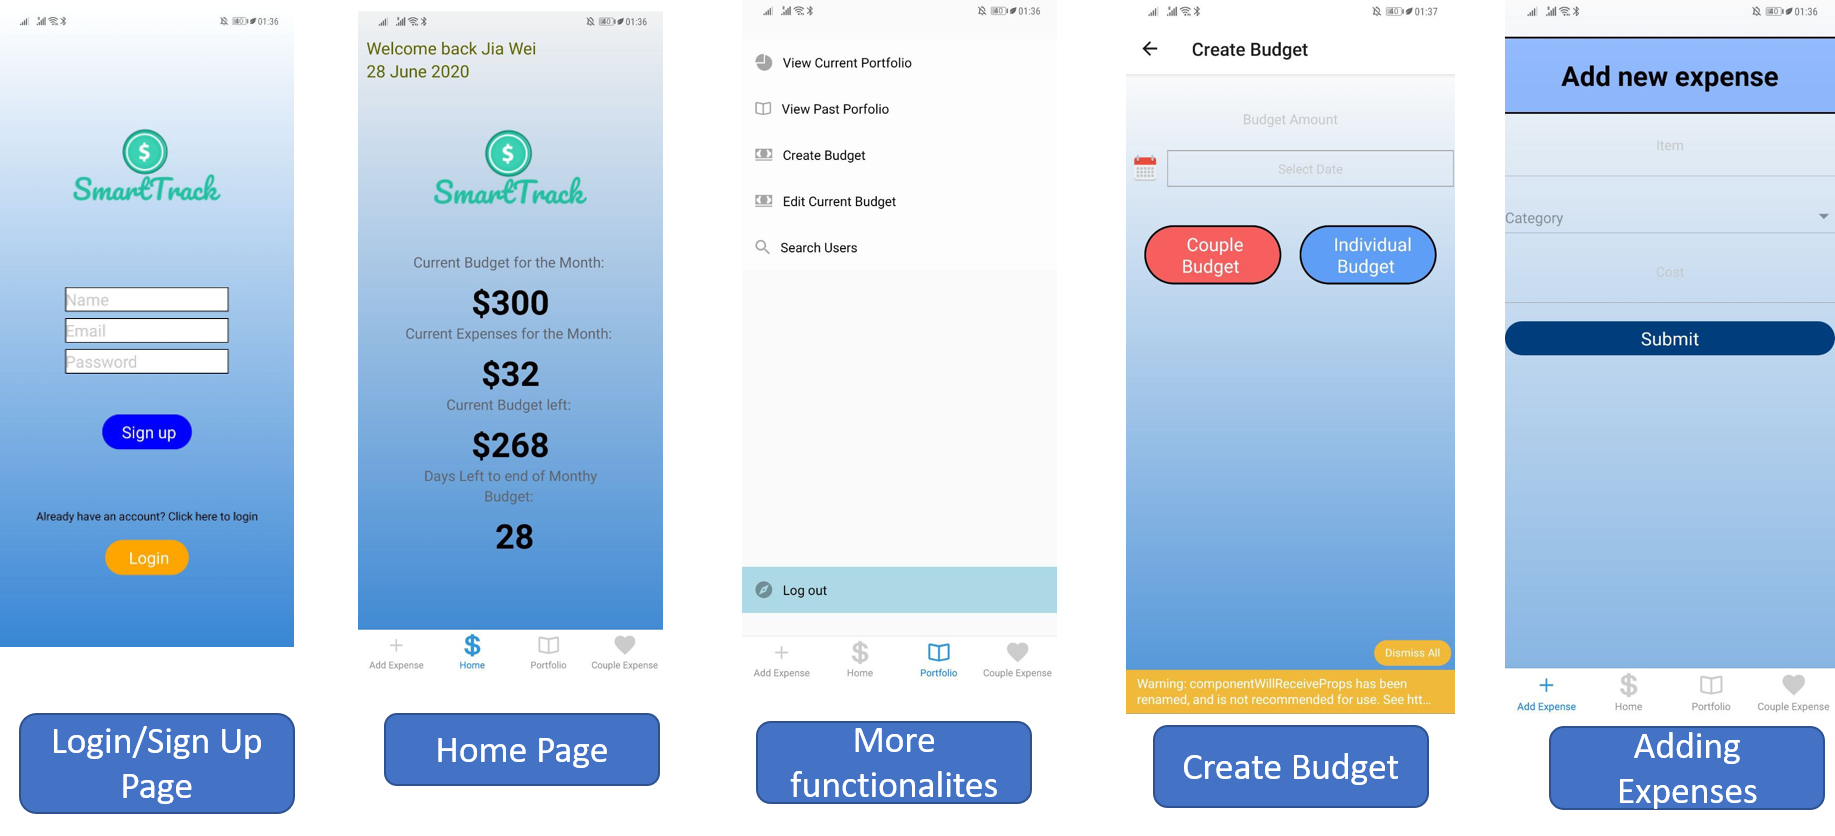 01:36
SmartTrack
Name
Email
Password
Sign up
Already have an account? Click here to login
Login
Login/Sign Up
Page
01:36
Welcome back Jia Wei
28 June 2020
SmartTrack
Current Budget for the Month:
$300
Current Expenses for the Month:
$32
Current Budget left:
$268
Days Left to end of Monthy
Budget:
28
Add Expense
Home
Portfolio
Couple Expense
Home Page
01:36
View Current Portfolio
View Past Porfolio
Create Budget
Edit Current Budget
Search Users
Log out
Add Expense
Home
Portfolio
Couple Expense
More
functionalites
40 01:37
Create Budget
Budget Amount
Select Date
Couple
Budget
Individual
Budget
Dismiss All
Warning: componentWillReceiveProps has been
renamed, and is not recommended for use. See htt...
Create Budget
01:36
Add new expense
Item
Category
Cost
Submit
Add Expense
Home
Portfolio
Couple Expense
Adding
Expenses